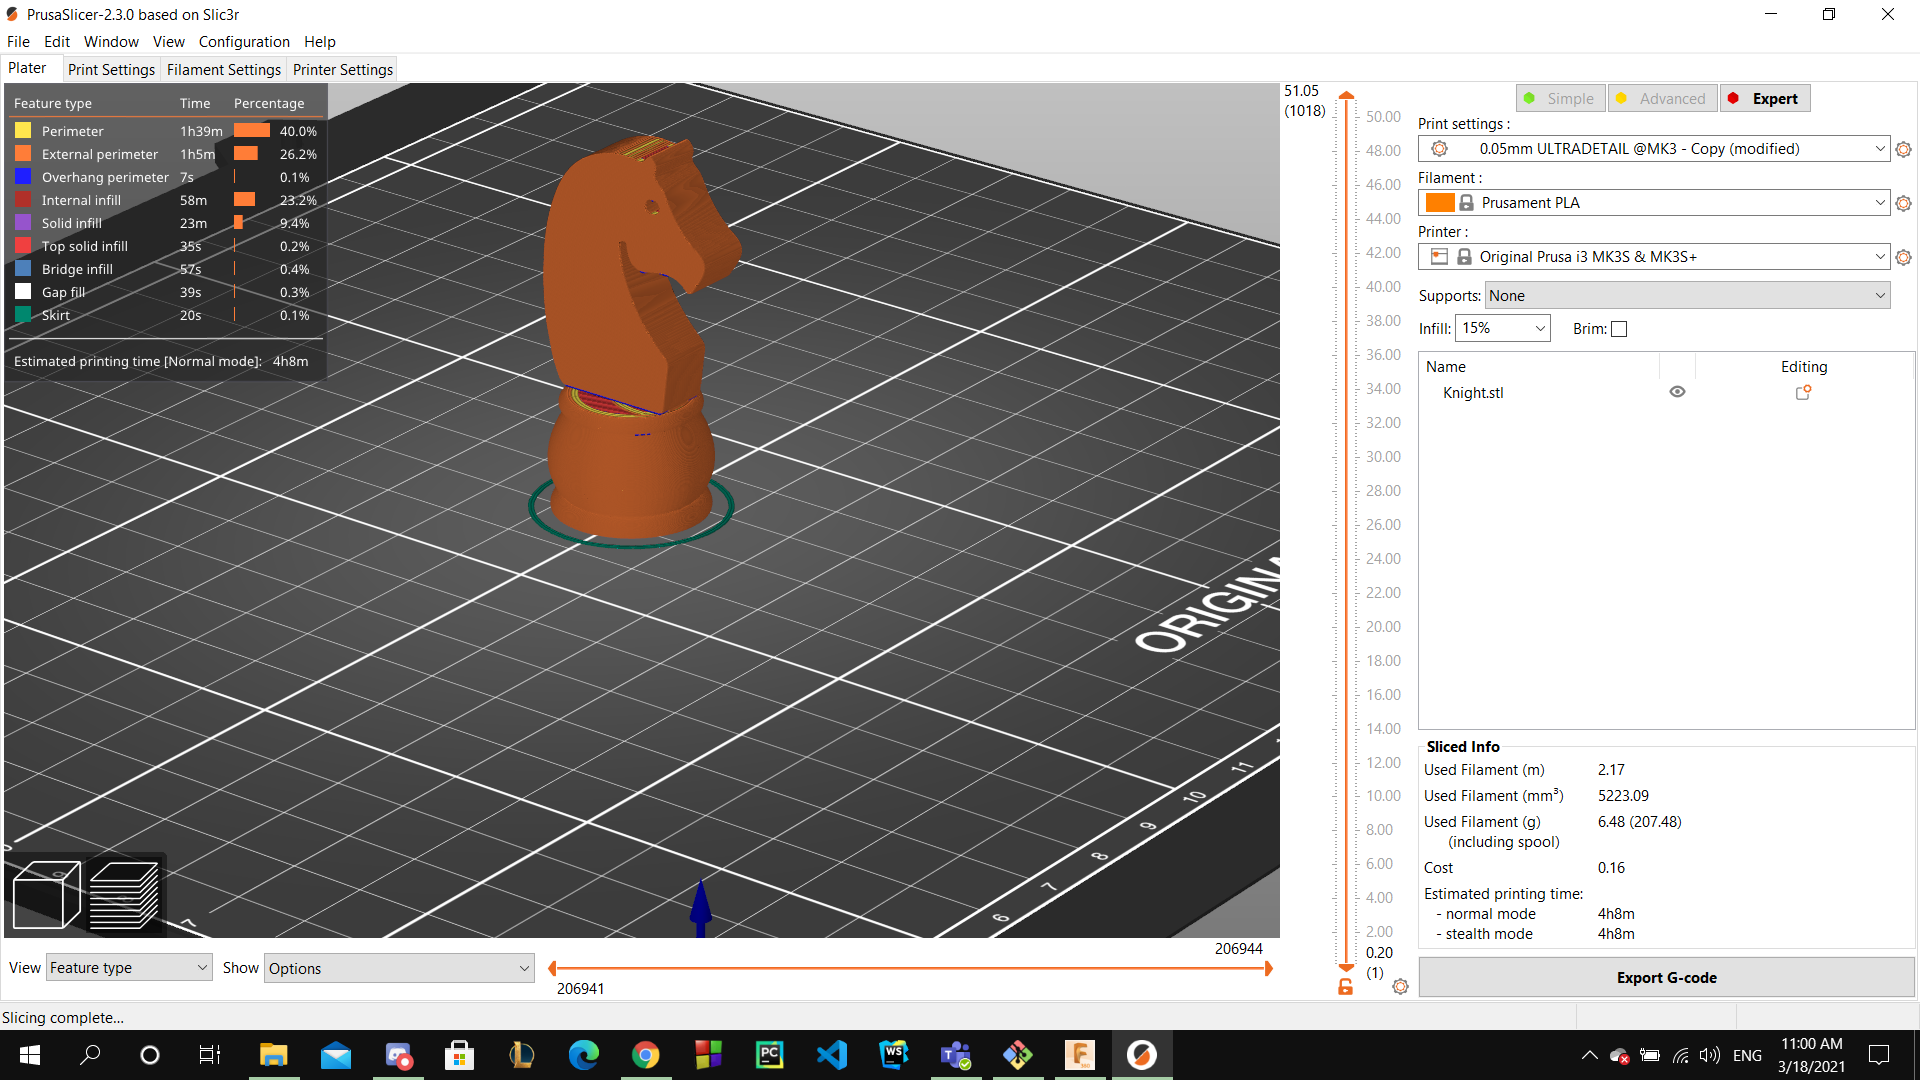 PrusaSlicer-2.3.0 based on Slic3r
File Edit Window View Configuration Help
Plater Print Settings Filament Settings Printer Settings
Feature type Time Percentage
Perimeter 1h39m 40.0%
External perimeter 1h5m 26.2%
Overhang perimeter 7s 0.1%
Internal infill 58m 23.2%
Solid infill 23m 9.4%
Top solid infill 35s 0.2%
Bridge infill 57s 0.4%
Gap fill 39s 0.3%
Skirt 20s 0.1%
Estimated printing time [Normal mode]: 4h8m
ORIGINA
11
10
9
8
7
6
7
51.05
(1018)
50.00
48.00
46.00
44.00
42.00
40.00
38.00
36.00
34.00
32.00
30.00
28.00
26.00
24.00
22.00
20.00
18.00
16.00
14.00
12.00
10.00
8.00
6.00
4.00
2.00
0.20
(1)
Simple Advanced Expert
Print settings :
0.05mm ULTRADETAIL @MK3 - Copy (modified)
Filament :
Prusament PLA
Printer :
Original Prusa i3 MK3S & MK3S+
Supports: None
Infill: 15% Brim:
Name Editing
Knight.stl
Sliced Info
Used Filament (m) 2.17
Used Filament (mm³) 5223.09
Used Filament (g) 6.48 (207.48)
(including spool)
Cost 0.16
Estimated printing time:
- normal mode 4h8m
- stealth mode 4h8m
Export G-code
View Feature type Show Options
206944
206941
Slicing complete...
PC
WS
ENG
11:00 AM
3/18/2021